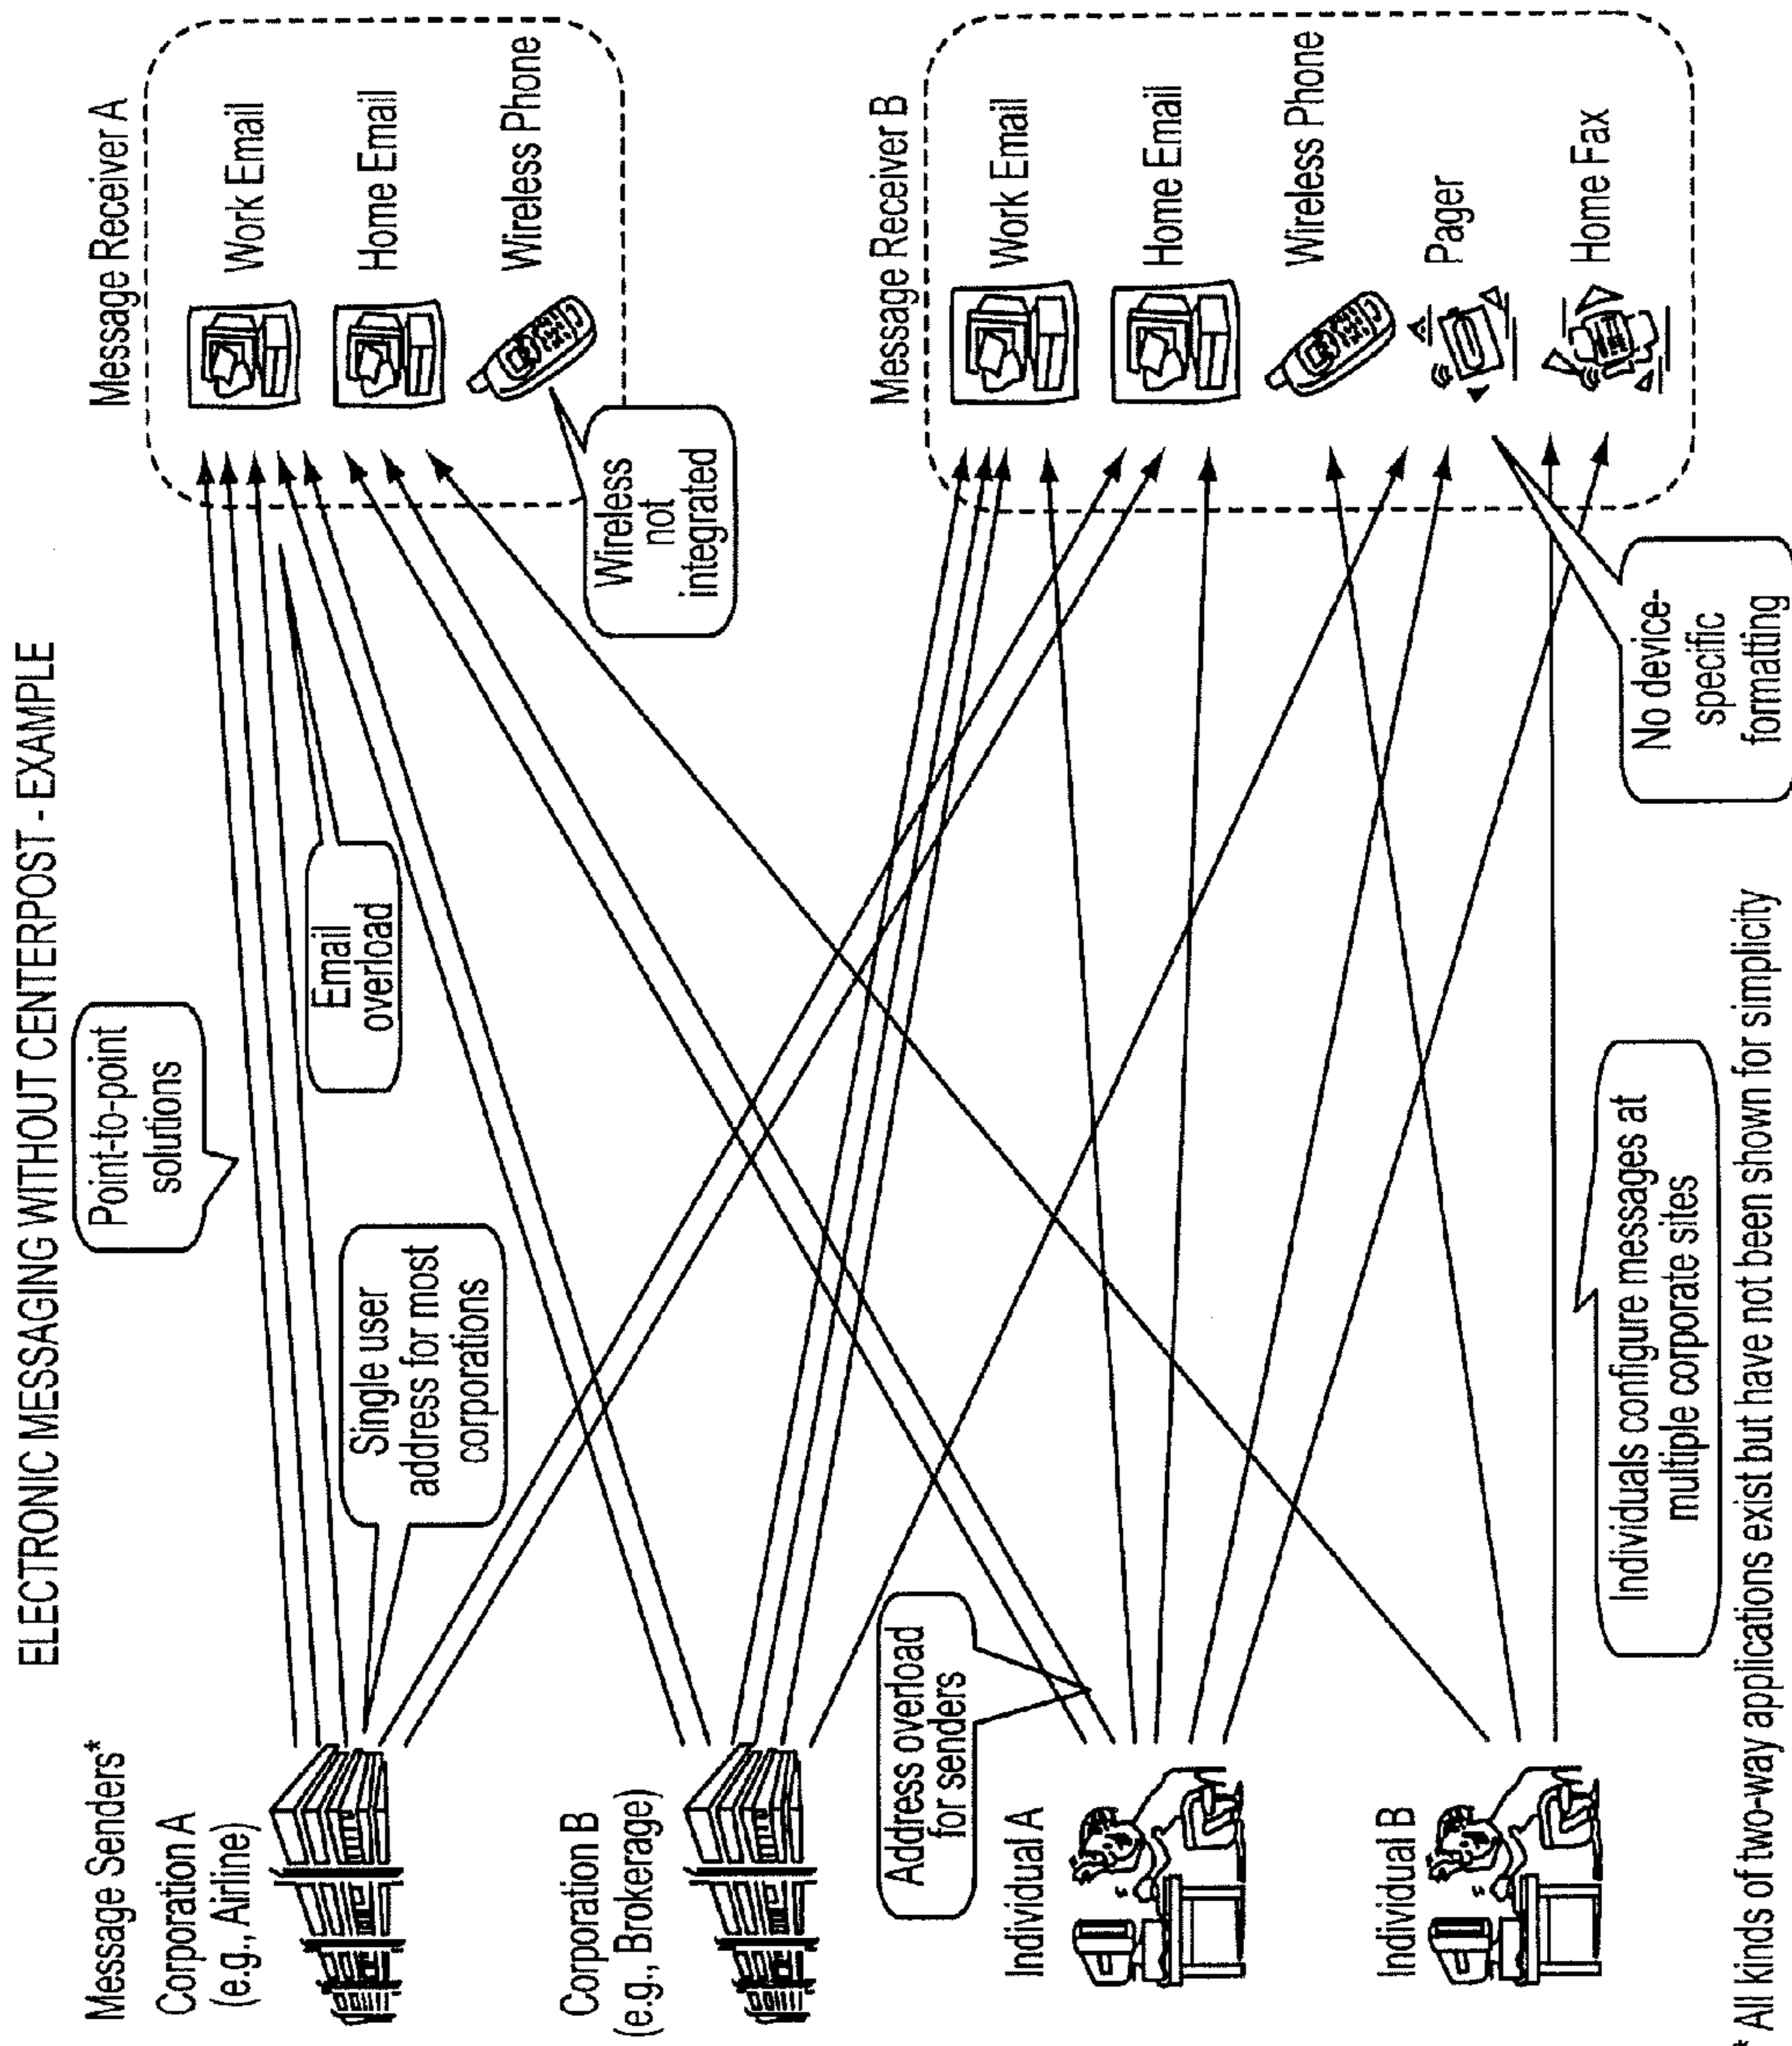 ELECTRONIC MESSAGING WITHOUT CENTERPOST - EXAMPLE
Message Senders*
Corporation A
(e.g., Airline)
Corporation B
(e.g., Brokerage)
Individual A
Individual B
Point-to-point
solutions
Single user
address for most
corporations
Email
overload
Address overload
for senders
Individuals configure messages at
multiple corporate sites
Message Receiver A
Work Email
Home Email
Wireless Phone
Wireless
not
integrated
Message Receiver B
Work Email
Home Email
Wireless Phone
Pager
Home Fax
No device-
specific
formatting
* All kinds of two-way applications exist but have not been shown for simplicity